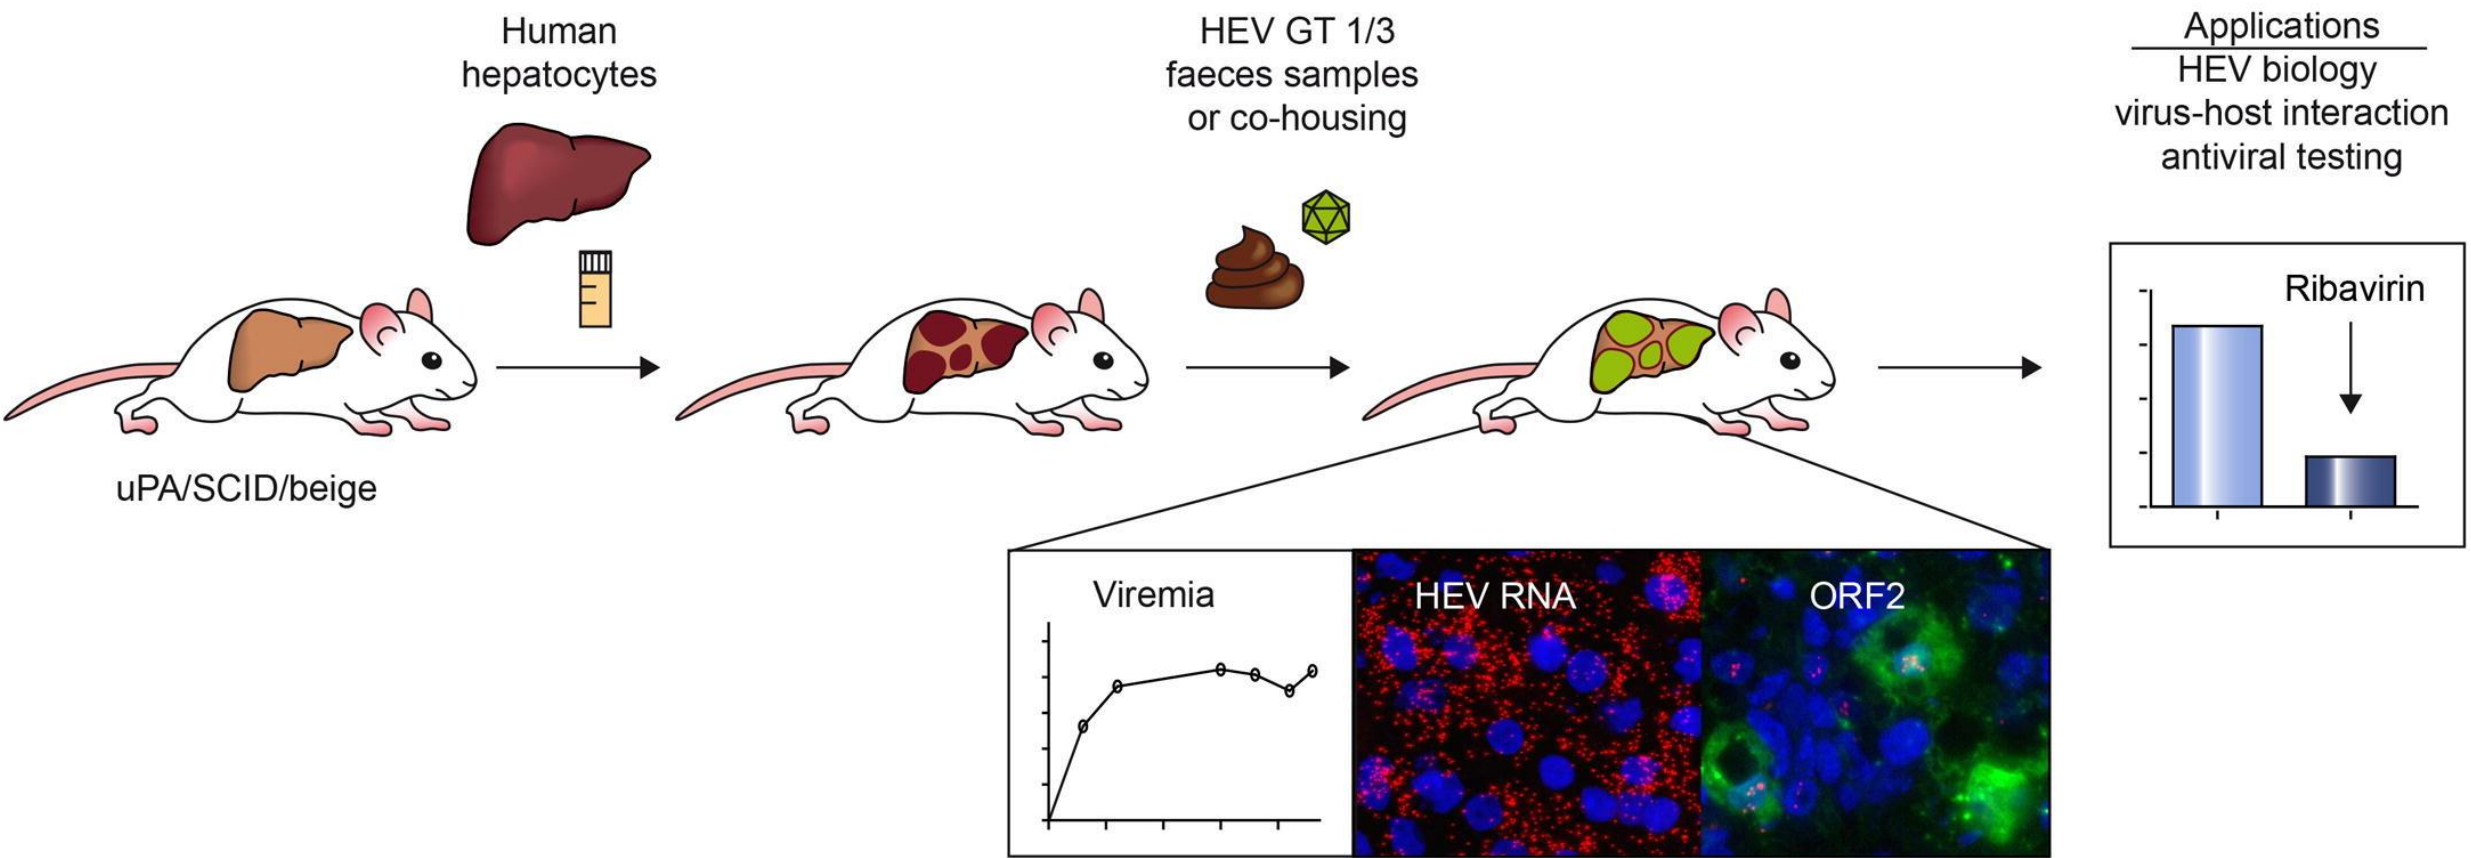 Human
hepatocytes
HEV GT 1/3
faeces samples
or co-housing
Applications
HEV biology
virus-host interaction
antiviral testing
Ribavirin
uPA/SCID/beige
Viremia
HEV RNA
ORF2